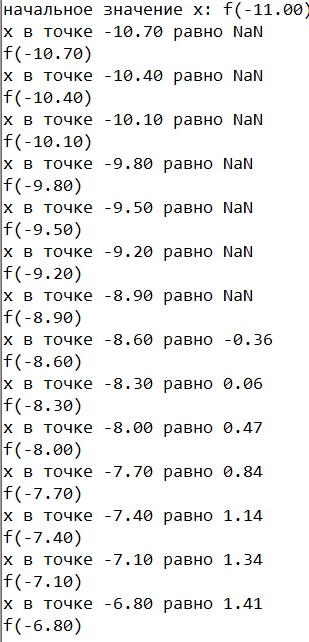 начальное значение x: f(-11.00)
x в точке -10.70 равно NaN
f(-10.70)
x в точке -10.40 равно NaN
f(-10.40)
x в точке -10.10 равно NaN
f(-10.10)
x в точке -9.80 равно NaN
f(-9.80)
x в точке -9.50 равно NaN
f(-9.50)
x в точке -9.20 равно NaN
f(-9.20)
x в точке -8.90 равно NaN
f(-8.90)
x в точке -8.60 равно -0.36
f(-8.60)
x в точке -8.30 равно 0.06
f(-8.30)
x в точке -8.00 равно 0.47
f(-8.00)
x в точке -7.70 равно 0.84
f(-7.70)
x в точке -7.40 равно 1.14
f(-7.40)
x в точке -7.10 равно 1.34
f(-7.10)
x в точке -6.80 равно 1.41
f(-6.80)